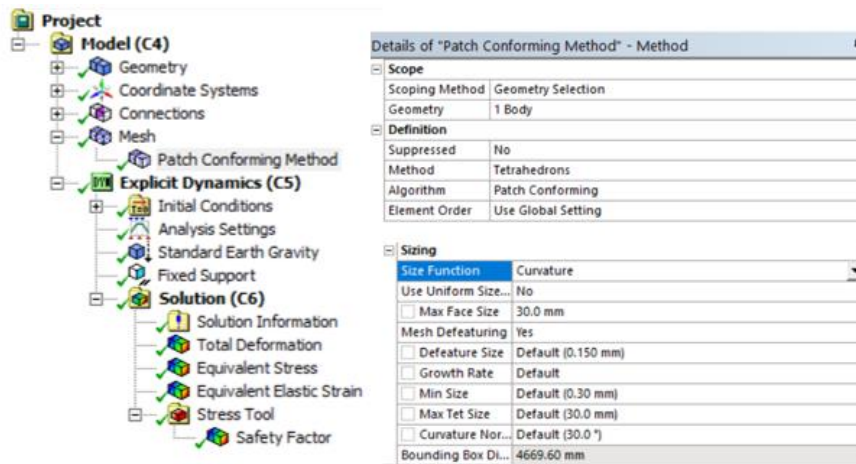 Project
Model (C4)
Geometry
Coordinate Systems
Connections
Mesh
Patch Conforming Method
Explicit Dynamics (C5)
Initial Conditions
Analysis Settings
Standard Earth Gravity
Fixed Support
Solution (C6)
Solution Information
Total Deformation
Equivalent Stress
Equivalent Elastic Strain
Stress Tool
Safety Factor
Details of "Patch Conforming Method" - Method
Scope
Scoping Method Geometry Selection
Geometry 1 Body
Definition
Suppressed No
Method Tetrahedrons
Algorithm Patch Conforming
Element Order Use Global Setting
Sizing
Size Function Curvature
Use Uniform Size... No
Max Face Size 30.0 mm
Mesh Defeaturing Yes
Defeature Size Default (0.150 mm)
Growth Rate Default
Min Size Default (0.30 mm)
Max Tet Size Default (30.0 mm)
Curvature Nor... Default (30.0 °)
Bounding Box Di... 4669.60 mm